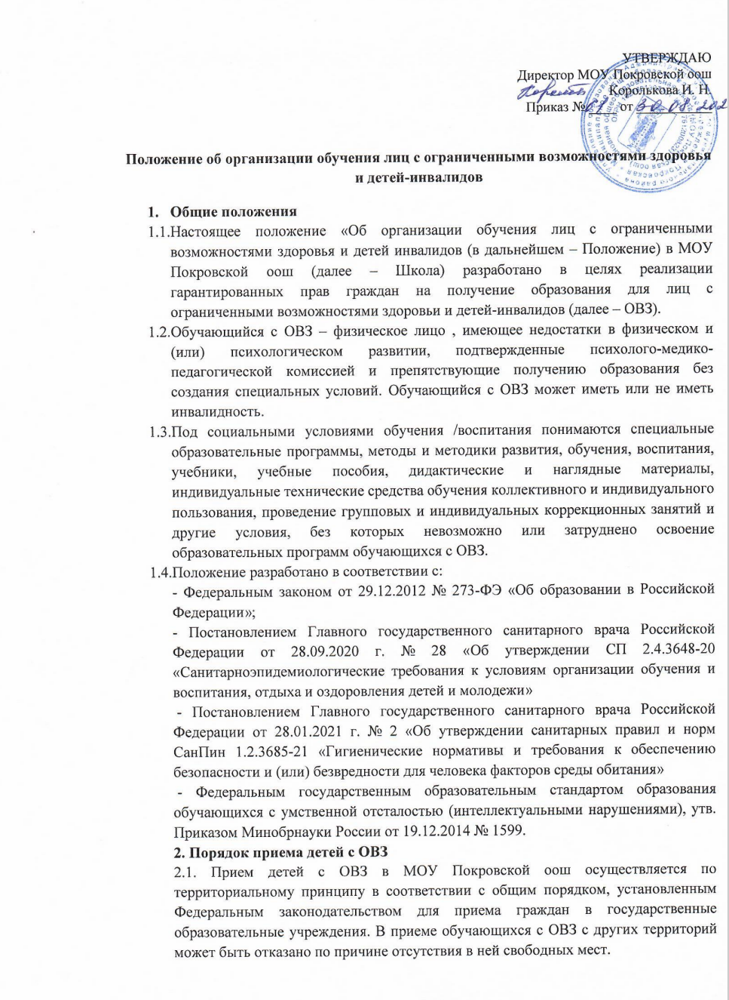 УТВЕРЖДАЮ
Директор МОУ Покровской оош
Королькова И. Н.
Приказ № 67 от 30.08.202
Положение об организации обучения лиц с ограниченными возможностями здоровья
и детей-инвалидов
1. Общие положения
1.1.Настоящее положение «Об организации обучения лиц с ограниченными
возможностями здоровья и детей инвалидов (в дальнейшем – Положение) в МОУ
Покровской оош (далее – Школа) разработано в целях реализации
гарантированных прав граждан на получение образования для лиц с
ограниченными возможностями здоровьи и детей-инвалидов (далее – ОВЗ).
1.2.Обучающийся с ОВЗ – физическое лицо , имеющее недостатки в физическом и
(или) психологическом развитии, подтвержденные психолого-медико-
педагогической комиссией и препятствующие получению образования без
создания специальных условий. Обучающийся с ОВЗ может иметь или не иметь
инвалидность.
1.3.Под социальными условиями обучения /воспитания понимаются специальные
образовательные программы, методы и методики развития, обучения, воспитания,
учебники, учебные пособия, дидактические и наглядные материалы,
индивидуальные технические средства обучения коллективного и индивидуального
пользования, проведение групповых и индивидуальных коррекционных занятий и
другие условия, без которых невозможно или затруднено освоение
образовательных программ обучающихся с ОВЗ.
1.4.Положение разработано в соответствии с:
- Федеральным законом от 29.12.2012 № 273-ФЭ «Об образовании в Российской
Федерации»;
- Постановлением Главного государственного санитарного врача Российской
Федерации от 28.09.2020 г. № 28 «Об утверждении СП 2.4.3648-20
«Санитарноэпидемиологические требования к условиям организации обучения и
воспитания, отдыха и оздоровления детей и молодежи»
- Постановлением Главного государственного санитарного врача Российской
Федерации от 28.01.2021 г. № 2 «Об утверждении санитарных правил и норм
СанПин 1.2.3685-21 «Гигиенические нормативы и требования к обеспечению
безопасности и (или) безвредности для человека факторов среды обитания»
- Федеральным государственным образовательным стандартом образования
обучающихся с умственной отсталостью (интеллектуальными нарушениями), утв.
Приказом Минобрнауки России от 19.12.2014 № 1599.
2. Порядок приема детей с ОВЗ
2.1. Прием детей с ОВЗ в МОУ Покровской оош осуществляется по
территориальному принципу в соответствии с общим порядком, установленным
Федеральным законодательством для приема граждан в государственные
образовательные учреждения. В приеме обучающихся с ОВЗ с других территорий
может быть отказано по причине отсутствия в ней свободных мест.